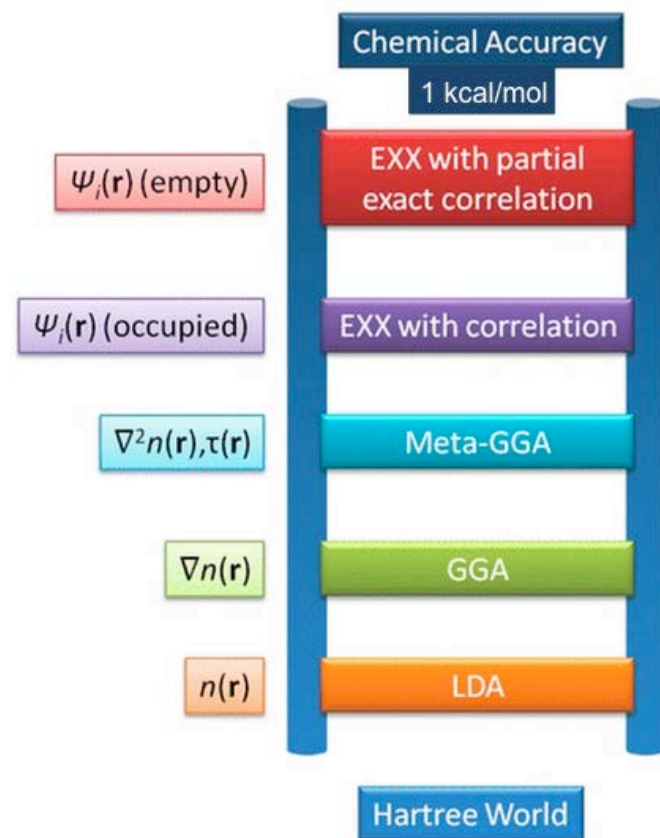 Chemical Accuracy
1 kcal/mol
Ψᵢ(r) (empty)
EXX with partial
exact correlation
Ψᵢ(r) (occupied)
EXX with correlation
∇²n(r),τ(r)
Meta-GGA
∇n(r)
GGA
n(r)
LDA
Hartree World